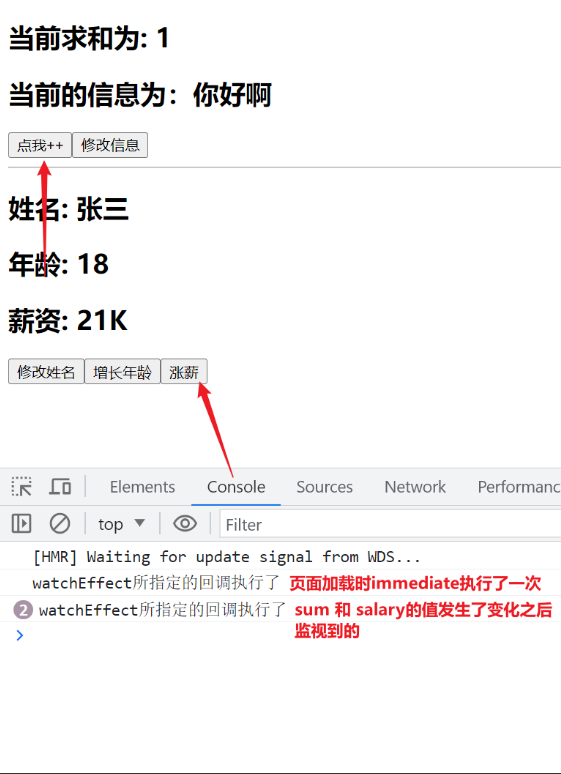 当前求和为: 1
当前的信息为：你好啊
点我++ 修改信息
姓名: 张三
年龄: 18
薪资: 21K
修改姓名 增长年龄 涨薪
Elements Console Sources Network Performanc
top Filter
[HMR] Waiting for update signal from WDS...
watchEffect所指定的回调执行了 页面加载时immediate执行了一次
2 watchEffect所指定的回调执行了 sum 和 salary的值发生了变化之后
监视到的